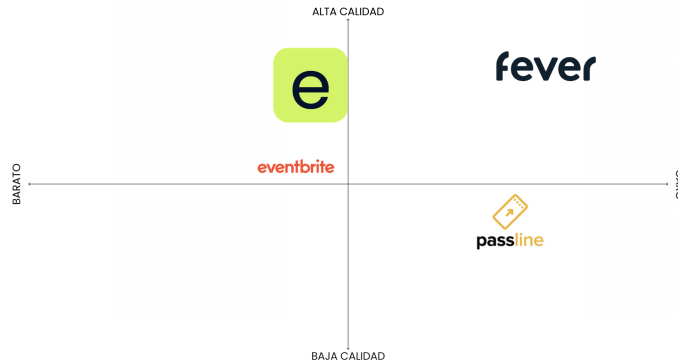 ALTA CALIDAD
e
fever
eventbrite
BARATO
passline
BAJA CALIDAD